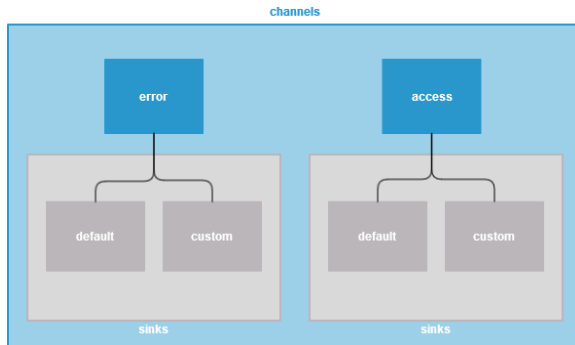 channels
error
access
default
custom
default
custom
sinks
sinks